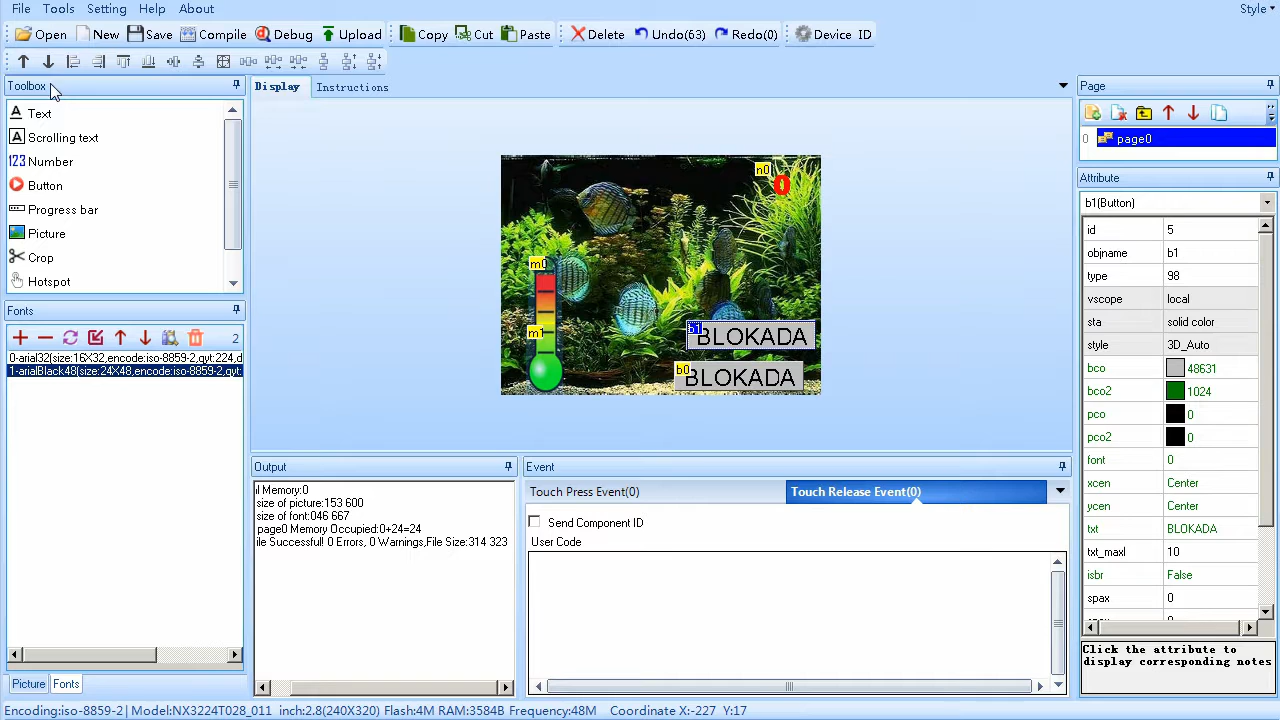 File Tools Setting Help About Style
Open New Save Compile Debug Upload Copy Cut Paste Delete Undo(63) Redo(0) Device ID
Toolbox
Text
Scrolling text
123 Number
Button
Progress bar
Picture
Crop
Hotspot
Fonts
2
0-arial32(size:16X32,encode:iso-8859-2,qyt:224,d
1-arialBlack48(size:24X48,encode:iso-8859-2,qyt:
Picture Fonts
Display Instructions
n0
0
m0
m1
b1 BLOKADA
b0 BLOKADA
Output
il Memory:0
size of picture:153 600
size of font:046 667
page0 Memory Occupied:0+24=24
ile Successful! 0 Errors, 0 Warnings,File Size:314 323
Event
Touch Press Event(0) Touch Release Event(0)
Send Component ID
User Code
Page
0 page0
Attribute
b1(Button)
id 5
objname b1
type 98
vscope local
sta solid color
style 3D_Auto
bco 48631
bco2 1024
pco 0
pco2 0
font 0
xcen Center
ycen Center
txt BLOKADA
txt_maxl 10
isbr False
spax 0
Click the attribute to
display corresponding notes
Encoding:iso-8859-2 Model:NX3224T028_011 inch:2.8(240X320) Flash:4M RAM:3584B Frequency:48M Coordinate X:-227 Y:17